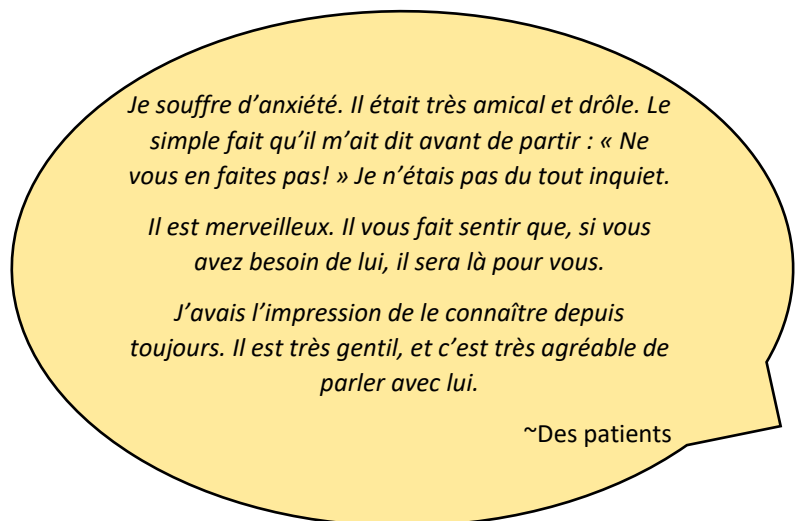 Je souffre d’anxiété. Il était très amical et drôle. Le
simple fait qu’il m’ait dit avant de partir : « Ne
vous en faites pas! » Je n’étais pas du tout inquiet.
Il est merveilleux. Il vous fait sentir que, si vous
avez besoin de lui, il sera là pour vous.
J’avais l’impression de le connaître depuis
toujours. Il est très gentil, et c’est très agréable de
parler avec lui.
~Des patients